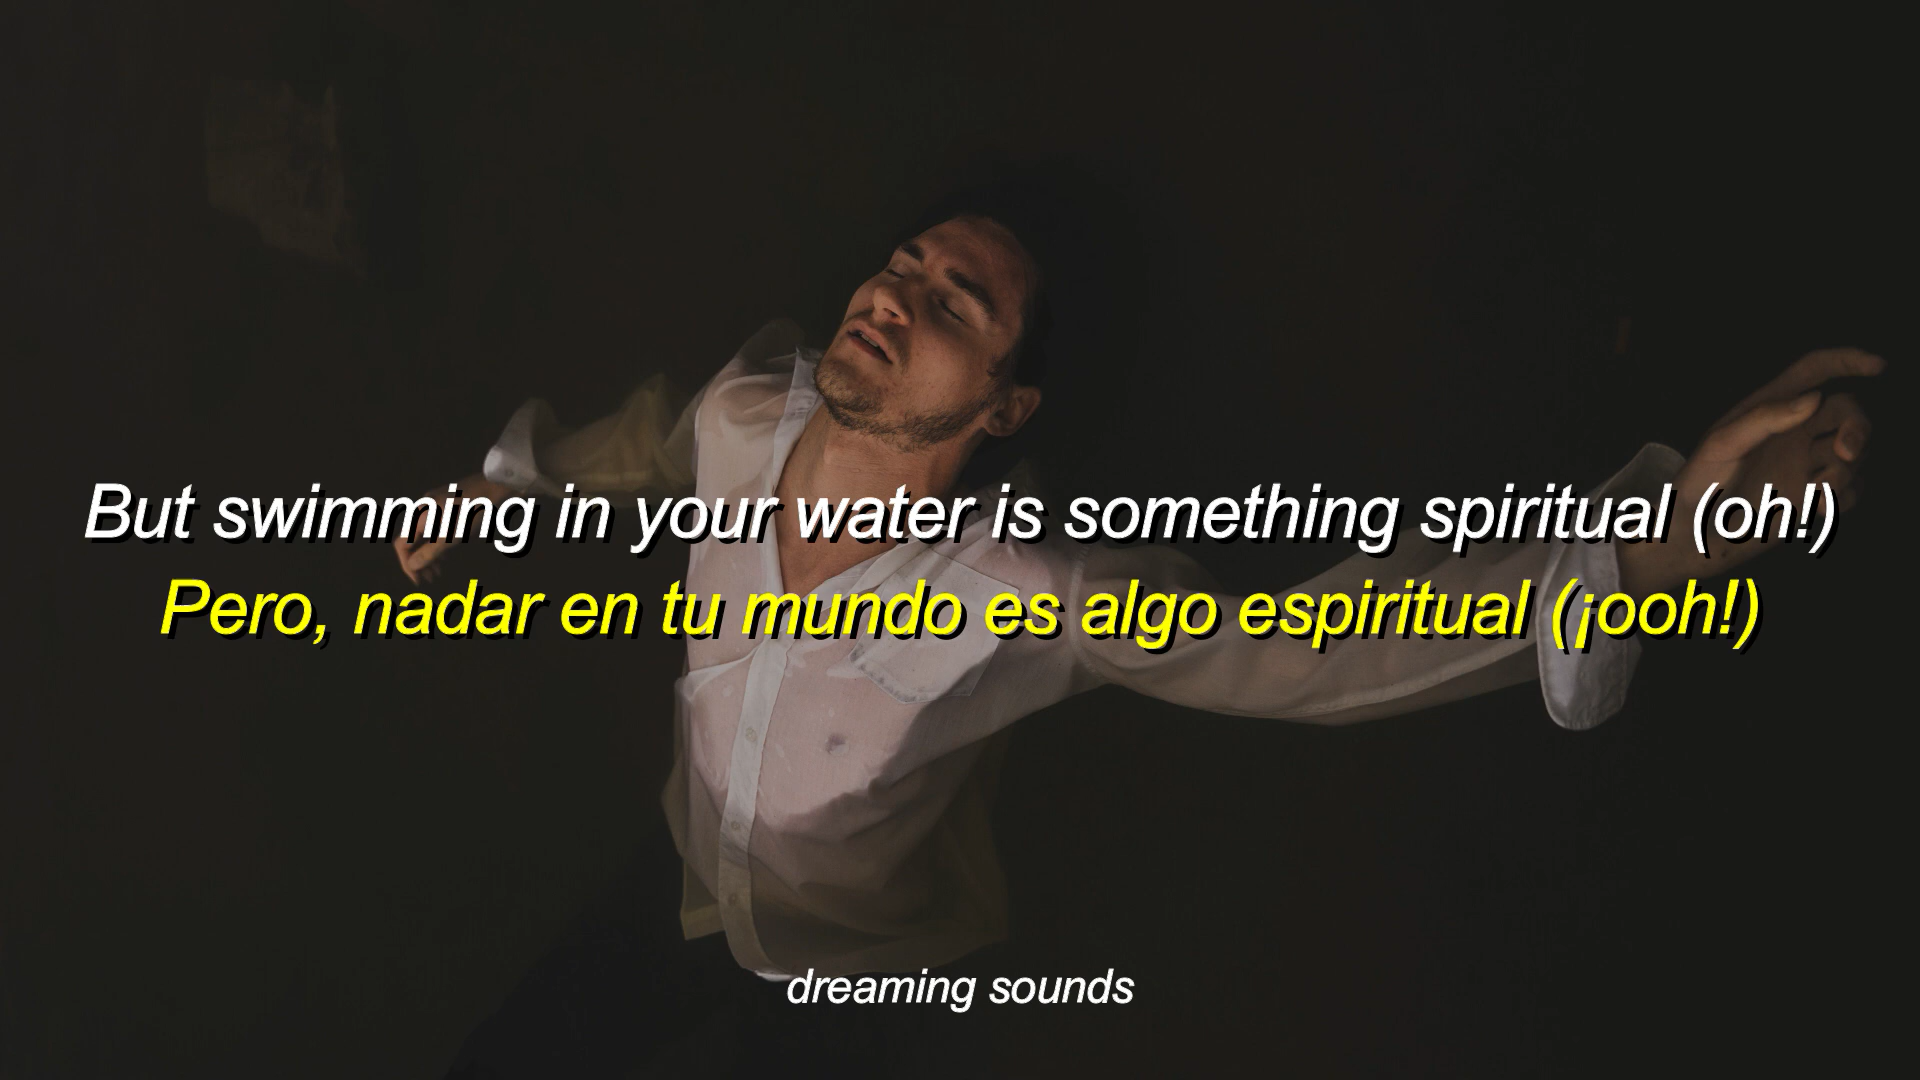 But swimming in your water is something spiritual (oh!)
Pero, nadar en tu mundo es algo espiritual (¡ooh!)
dreaming sounds